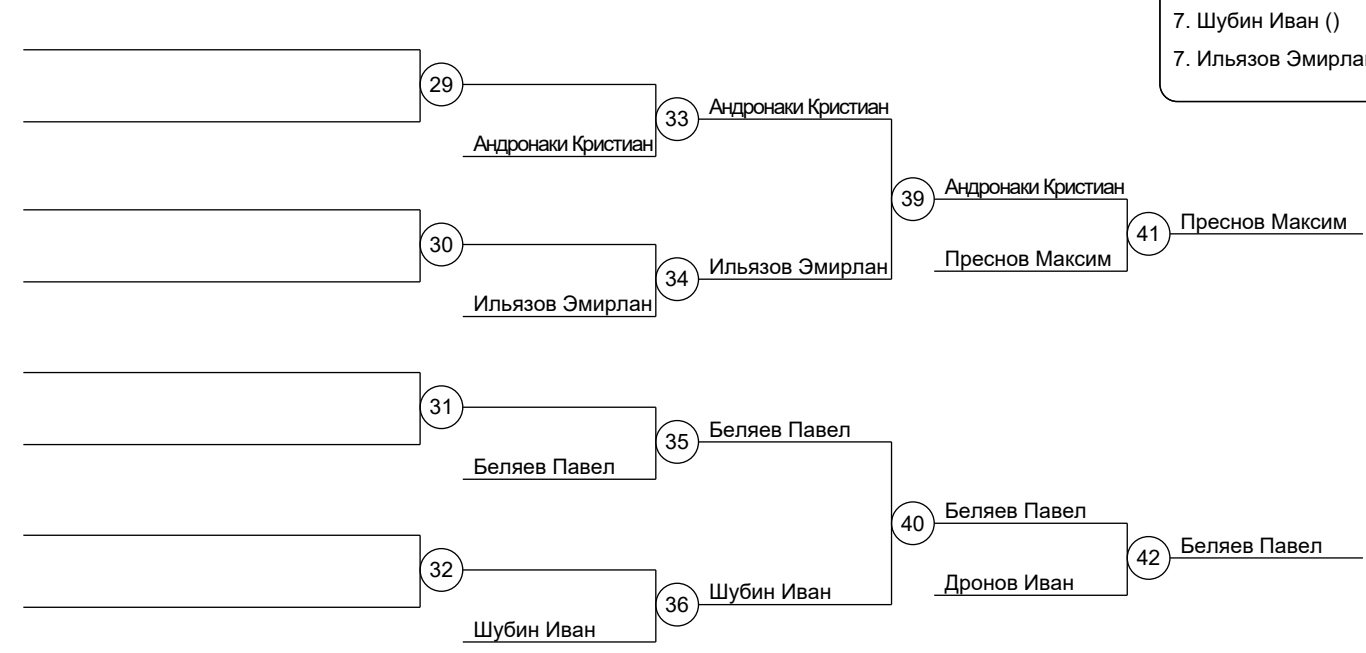 7. Шубин Иван ()
7. Ильязов Эмирлан
29
33
Андронаки Кристиан
Андронаки Кристиан
39
Андронаки Кристиан
41
Преснов Максим
30
34
Ильязов Эмирлан
Преснов Максим
Ильязов Эмирлан
31
35
Беляев Павел
Беляев Павел
40
Беляев Павел
42
Беляев Павел
32
36
Шубин Иван
Дронов Иван
Шубин Иван